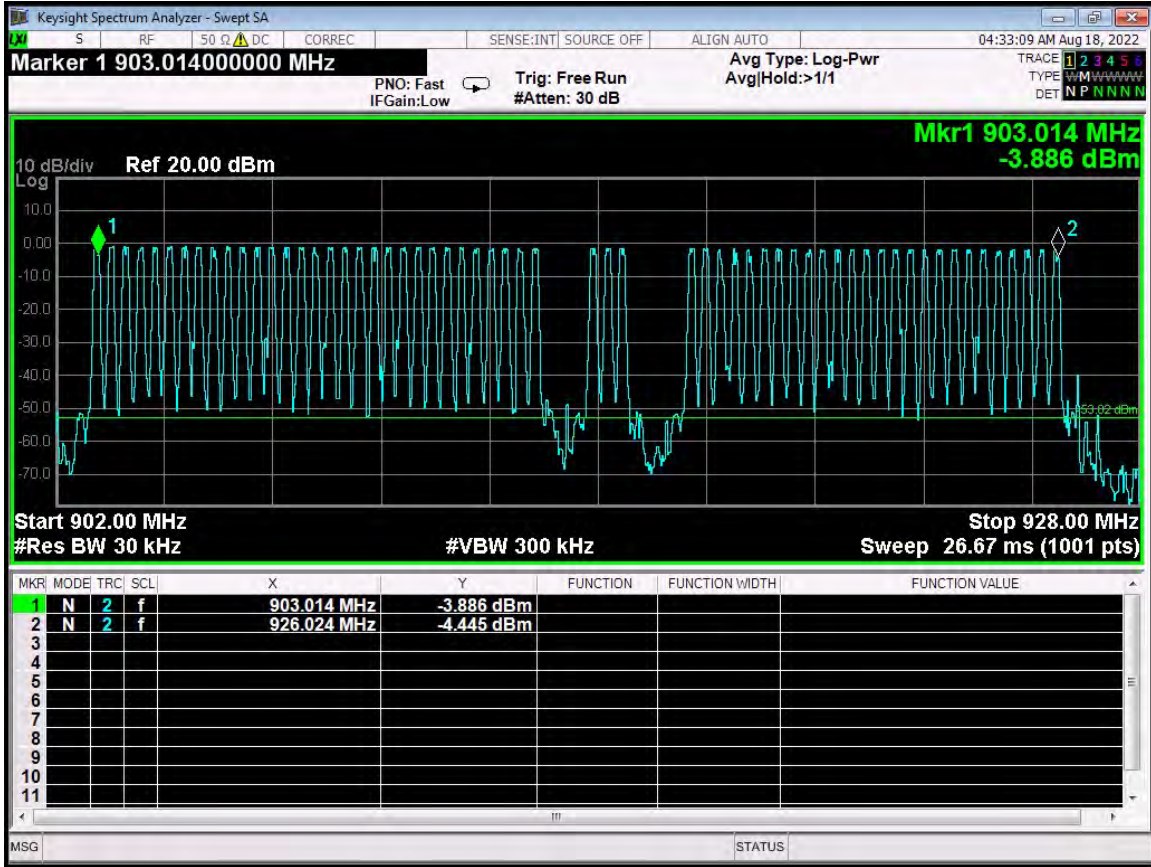 Keysight Spectrum Analyzer - Swept SA
LXI S RF 50 Ω DC CORREC SENSE:INT SOURCE OFF ALIGN AUTO 04:33:09 AM Aug 18, 2022
Marker 1 903.014000000 MHz
PNO: Fast
IFGain:Low
Trig: Free Run
#Atten: 30 dB
Avg Type: Log-Pwr
Avg|Hold:>1/1
TRACE 1 2 3 4 5 6
TYPE W M W W W W W
DET N P N N N N
Mkr1 903.014 MHz
-3.886 dBm
10 dB/div Ref 20.00 dBm
Log
10.0
1
2
0.00
-10.0
-20.0
-30.0
-40.0
-50.0
-53.02 dBm
-60.0
-70.0
Start 902.00 MHz Stop 928.00 MHz
#Res BW 30 kHz #VBW 300 kHz Sweep 26.67 ms (1001 pts)
MKR MODE TRC SCL X Y FUNCTION FUNCTION WIDTH FUNCTION VALUE
1 N 2 f 903.014 MHz -3.886 dBm
2 N 2 f 926.024 MHz -4.445 dBm
3
4
5
6
7
8
9
10
11
MSG STATUS